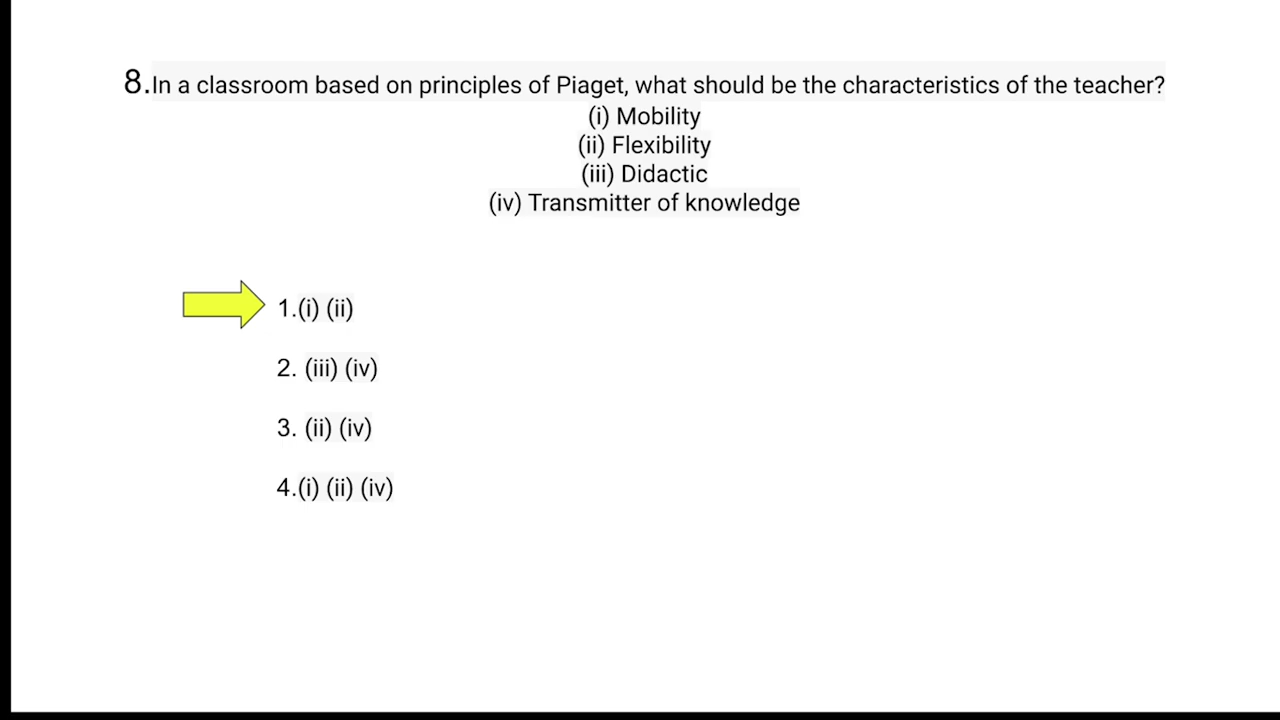 8.In a classroom based on principles of Piaget, what should be the characteristics of the teacher?
(i) Mobility
(ii) Flexibility
(iii) Didactic
(iv) Transmitter of knowledge
1.(i) (ii)
2. (iii) (iv)
3. (ii) (iv)
4.(i) (ii) (iv)